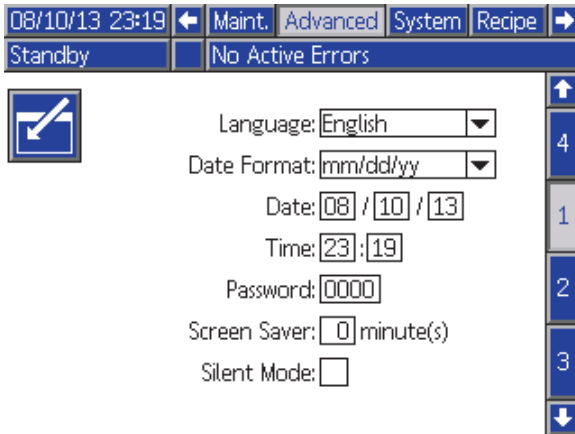 08/10/13 23:19 Maint. Advanced System Recipe
Standby No Active Errors
4
Language: English
Date Format: mm/dd/yy
Date: 08 / 10 / 13
1
Time: 23 : 19
Password: 0000
2
Screen Saver: 0 minute(s)
3
Silent Mode: